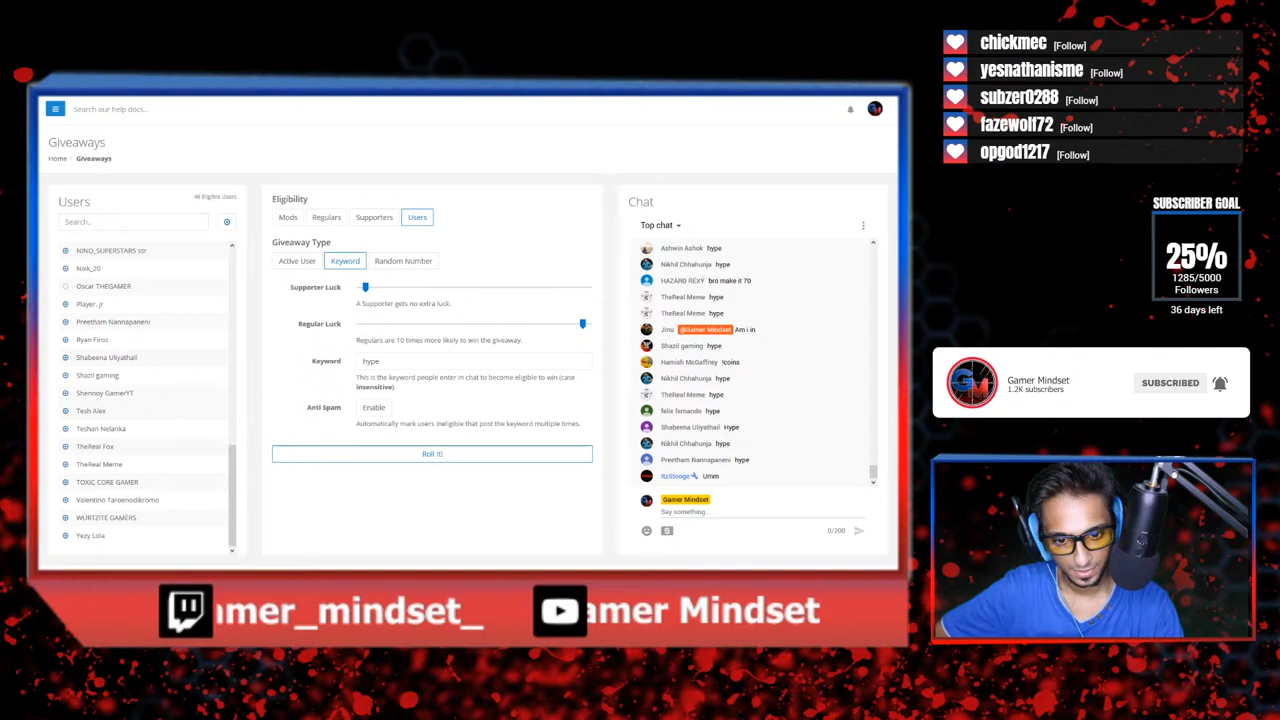 Search our help docs..
Giveaways
Home / Giveaways
Users
46 Eligible Users
Search..
NINO_SUPERSTAR5 ssr
Nixk_20
Oscar THEGAMER
Player. jr
Preetham Nannapaneni
Ryan Firoz
Shabeena Uliyathail
Shazil gaming
Shennoy GamerYT
Tesh Alex
Teshan Nelanka
TheReal Fox
TheReal Meme
TOXIC CORE GAMER
Valentino Taroenodikromo
WURTZITE GAMERS
Yezy Lola
Eligibility
Mods Regulars Supporters Users
Giveaway Type
Active User Keyword Random Number
Supporter Luck
A Supporter gets no extra luck.
Regular Luck
Regulars are 10 times more likely to win the giveaway.
Keyword hype
This is the keyword people enter in chat to become eligible to win (case
insensitive).
Anti Spam Enable
Automatically mark users ineligible that post the keyword multiple times.
Roll it!
Chat
Top chat
Ashwin Ashok hype
Nikhil Chhahunja hype
HAZARD RËXY bro make it 70
TheReal Meme hype
TheReal Meme hype
Jinu @Gamer Mindset Am i in
Shazil gaming hype
Hamish McGaffney !coins
Nikhil Chhahunja hype
TheReal Meme hype
felix fernando hype
Shabeena Uliyathail Hype
Nikhil Chhahunja hype
Preetham Nannapaneni hype
ItzStooge Umm
Gamer Mindset
Say something...
0/200
chickmec [Follow]
yesnathanisme [Follow]
subzer0288 [Follow]
fazewolf72 [Follow]
opgod1217 [Follow]
SUBSCRIBER GOAL
25%
1285/5000
Followers
36 days left
GM
Gamer Mindset
1.2K subscribers
SUBSCRIBED
amer_mindset_
amer Mindset